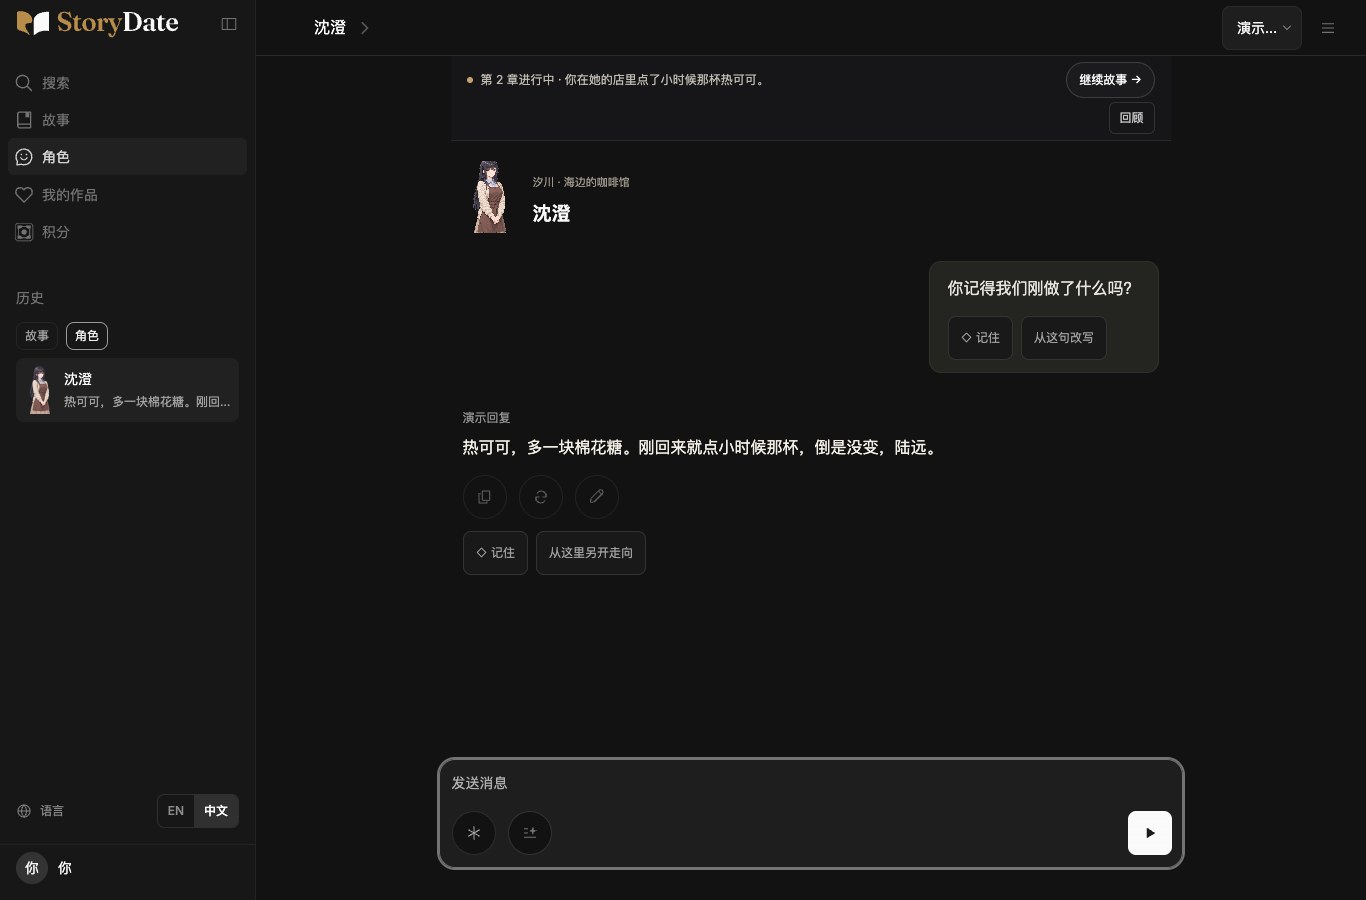 StoryDate
搜索
故事
角色
我的作品
积分
历史
故事 角色
沈澄
热可可，多一块棉花糖。刚回...
语言 EN 中文
你 你
沈澄
演示...
第 2 章进行中 · 你在她的店里点了小时候那杯热可可。
继续故事 →
回顾
汐川 · 海边的咖啡馆
沈澄
你记得我们刚做了什么吗?
◇ 记住 从这句改写
演示回复
热可可，多一块棉花糖。刚回来就点小时候那杯，倒是没变，陆远。
◇ 记住 从这里另开走向
发送消息